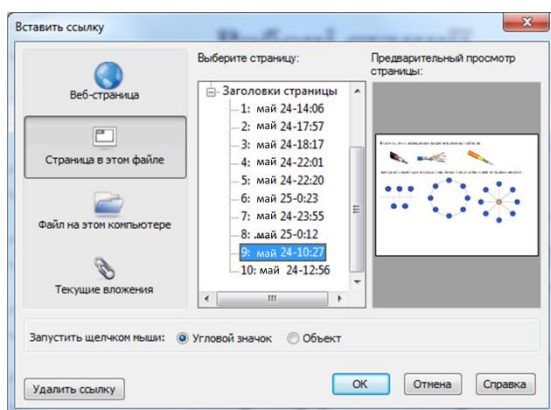 Вставить ссылку
Веб-страница
Страница в этом файле
Файл на этом компьютере
Текущие вложения
Выберите страницу:
Заголовки страницы
1: май 24-14:06
2: май 24-17:57
3: май 24-18:17
4: май 24-22:01
5: май 24-22:20
6: май 25-0:23
7: май 24-23:55
8: .май 25-0:12
9: май 24-10:27
10: май 24-12:56
Предварительный просмотр
страницы:
Запустить щелчком мыши:
Угловой значок
Объект
Удалить ссылку
OK
Отмена
Справка